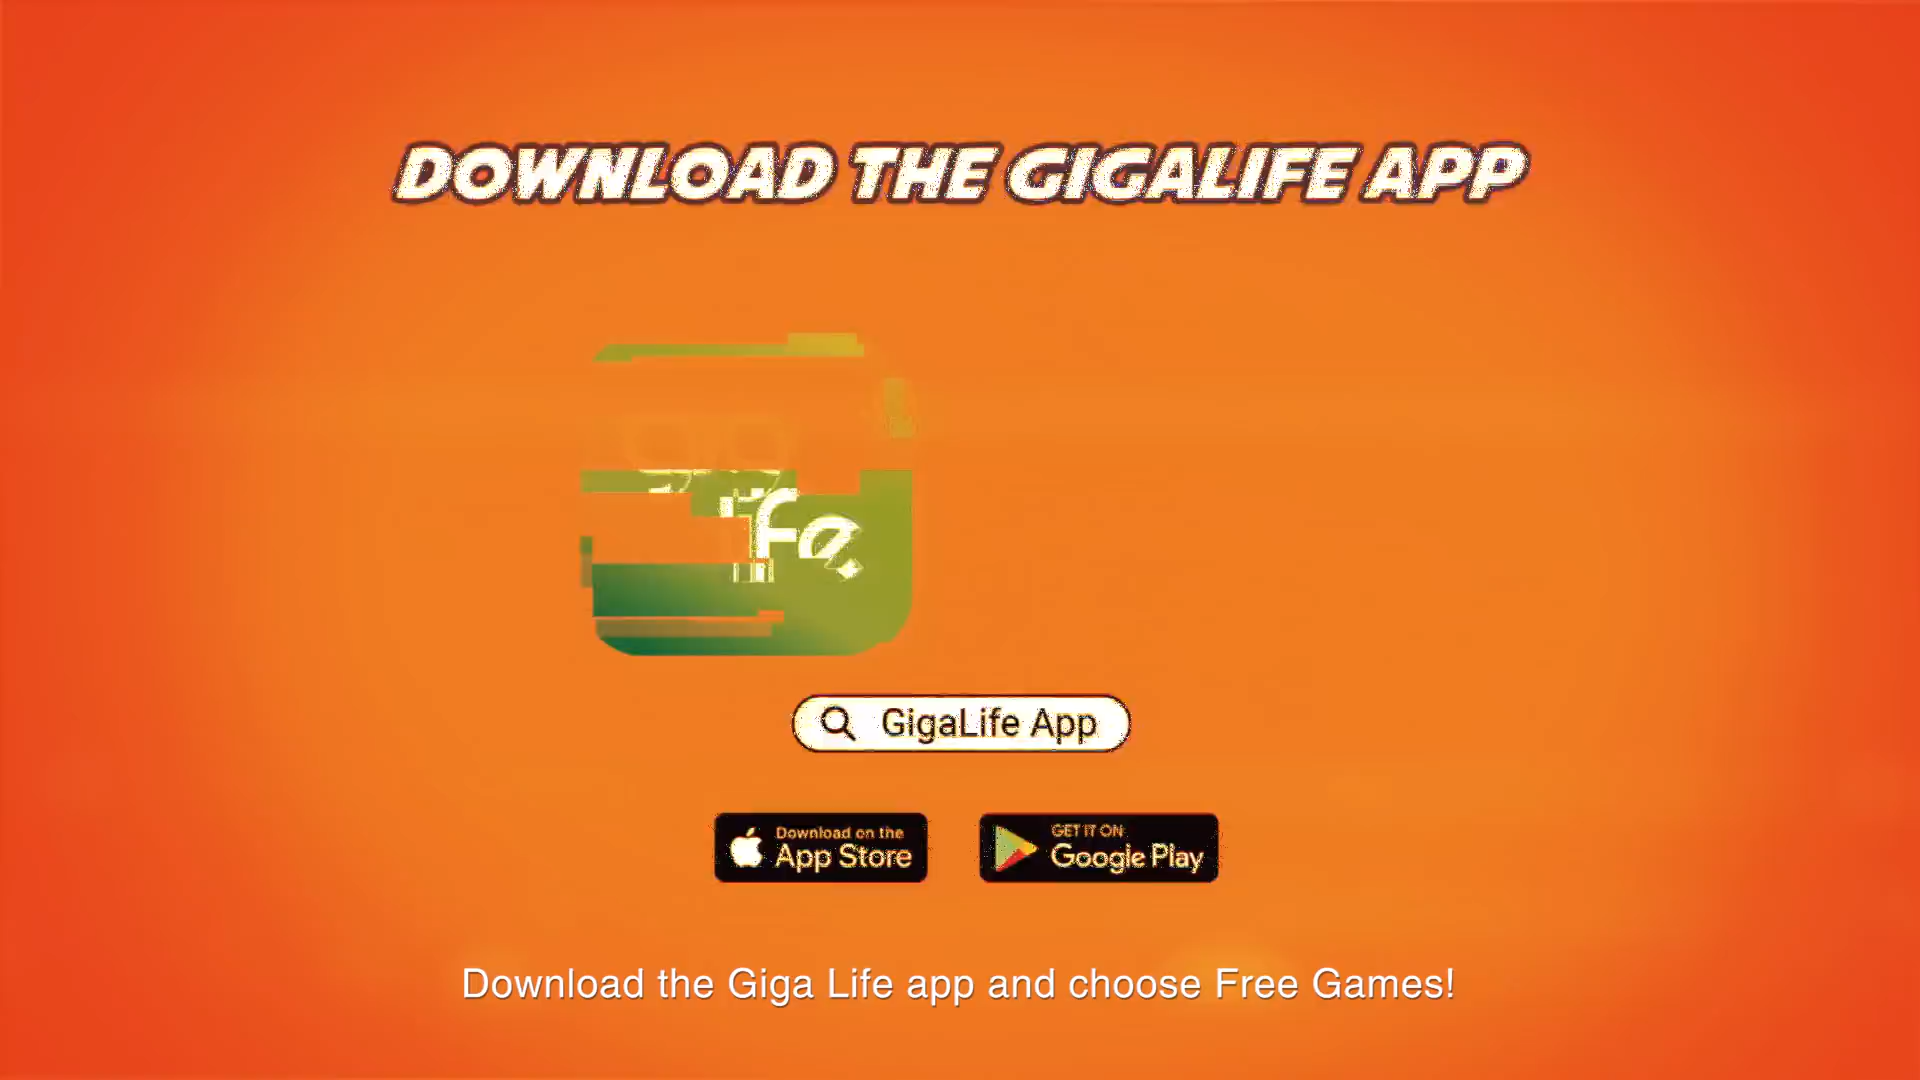 DOWNLOAD THE GIGALIFE APP
fe
GigaLife App
Download on the
App Store
GET IT ON
Google Play
Download the Giga Life app and choose Free Games!